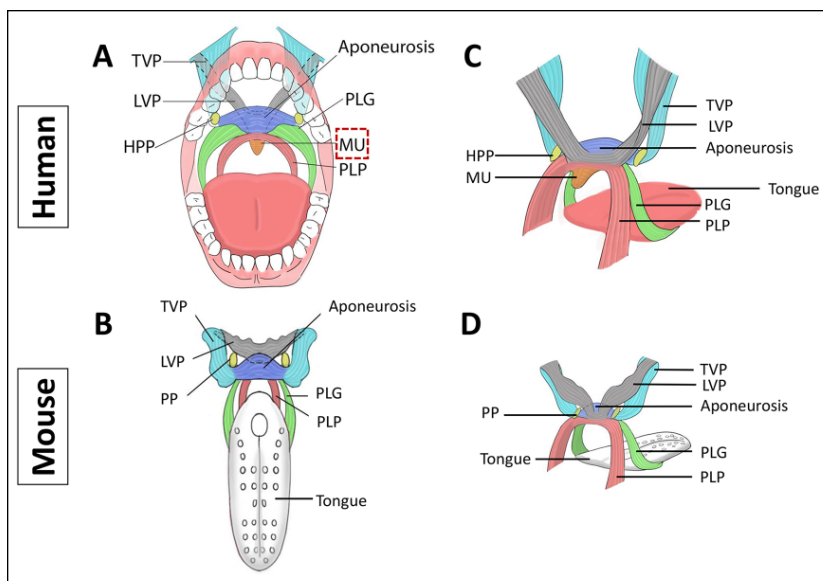 Human
A
TVP
LVP
HPP
Aponeurosis
PLG
MU
PLP
C
TVP
LVP
Aponeurosis
HPP
MU
Tongue
PLG
PLP
Mouse
B
TVP
LVP
PP
Aponeurosis
PLG
PLP
Tongue
D
TVP
LVP
Aponeurosis
PP
Tongue
PLG
PLP